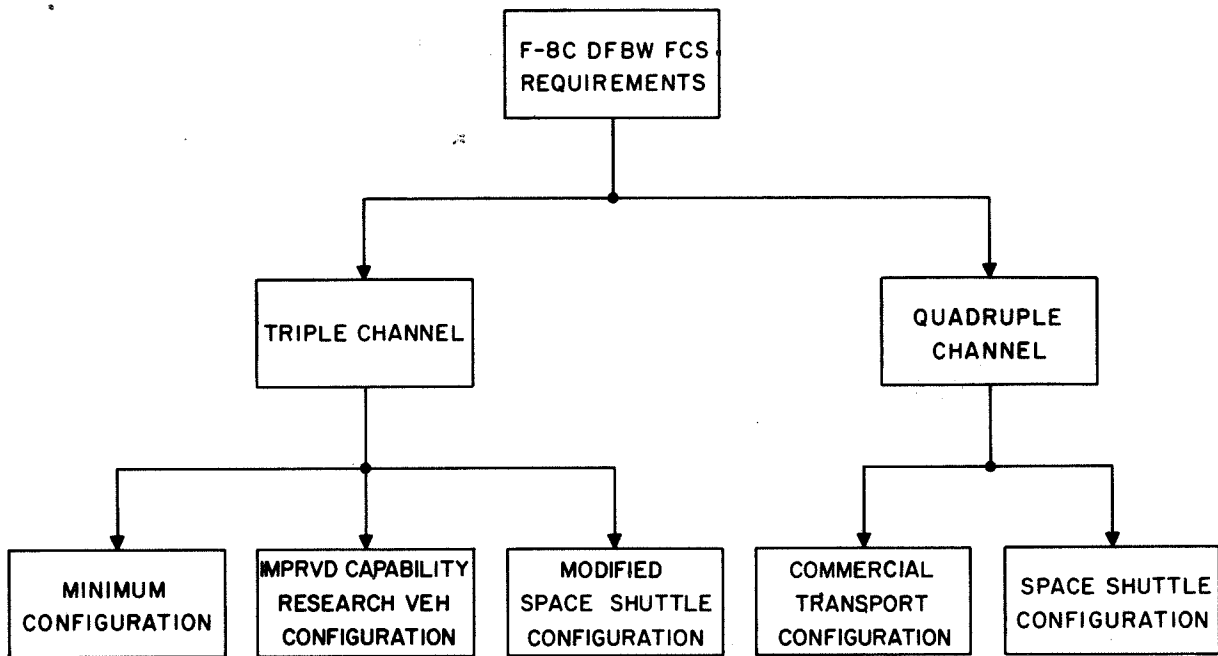 F-8C DFBW FCS
REQUIREMENTS
TRIPLE CHANNEL
QUADRUPLE
CHANNEL
MINIMUM
CONFIGURATION
IMPRVD CAPABILITY
RESEARCH VEH
CONFIGURATION
MODIFIED
SPACE SHUTTLE
CONFIGURATION
COMMERCIAL
TRANSPORT
CONFIGURATION
SPACE SHUTTLE
CONFIGURATION